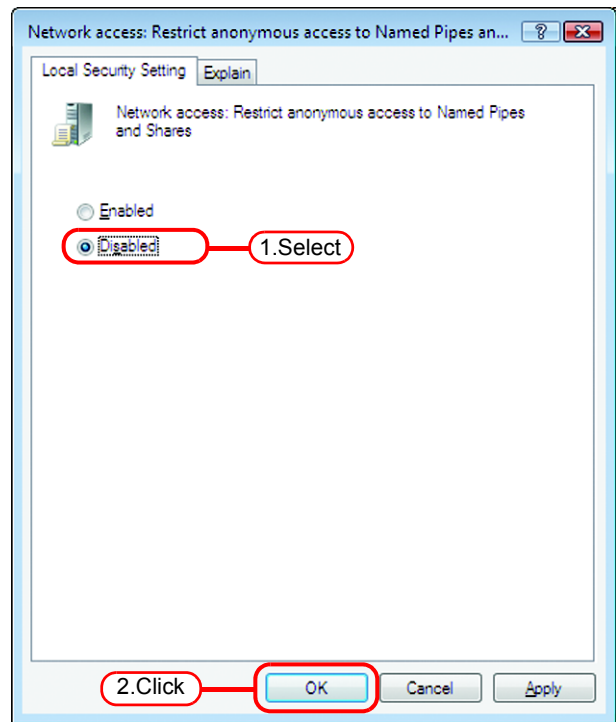 Network access: Restrict anonymous access to Named Pipes an...
Local Security Setting
Explain
Network access: Restrict anonymous access to Named Pipes
and Shares
Enabled
Disabled
1.Select
2.Click
OK
Cancel
Apply